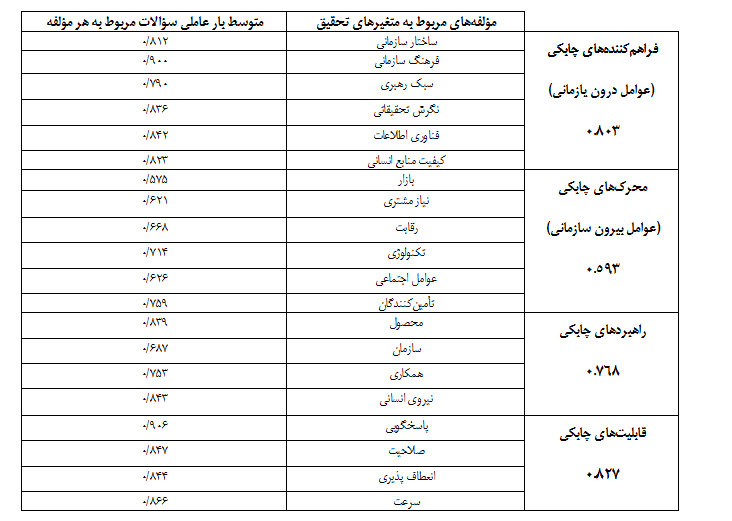 مؤلفه‌های مربوط به متغیرهای تحقیق
متوسط بار عاملی سؤالات مربوط به هر مؤلفه
فراهم‌کننده‌های چابکی
(عوامل درون یازمانی)
۰.۸۰۳
ساختار سازمانی
۰/۸۱۲
فرهنگ سازمانی
۰/۹۰۰
سبک رهبری
۰/۷۹۰
نگرش تحقیقاتی
۰/۸۳۶
فناوری اطلاعات
۰/۸۴۲
کیفیت منابع انسانی
۰/۸۲۳
محرک‌های چابکی
(عوامل بیرون سازمانی)
۰.۵۹۳
بازار
۰/۵۷۵
نیاز مشتری
۰/۶۲۱
رقابت
۰/۶۶۸
تکنولوژی
۰/۷۱۴
عوامل اجتماعی
۰/۶۲۶
تأمین‌کنندگان
۰/۷۵۹
راهبردهای چابکی
۰.۷۶۸
محصول
۰/۸۳۹
سازمان
۰/۶۸۷
همکاری
۰/۷۵۳
نیروی انسانی
۰/۸۴۳
قابلیت‌های چابکی
۰.۸۲۷
پاسخگویی
۰/۹۰۶
صلاحیت
۰/۸۴۷
انعطاف پذیری
۰/۸۴۴
سرعت
۰/۸۶۶